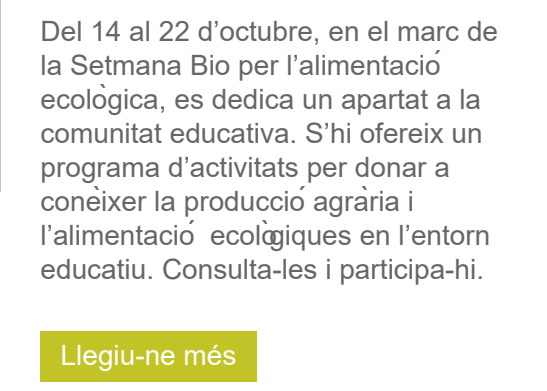 Del 14 al 22 d’octubre, en el marc de
la Setmana Bio per l’alimentació
ecològica, es dedica un apartat a la
comunitat educativa. S’hi ofereix un
programa d’activitats per donar a
conèixer la producció agrària i
l’alimentació ecològiques en l’entorn
educatiu. Consulta-les i participa-hi.
Llegiu-ne més